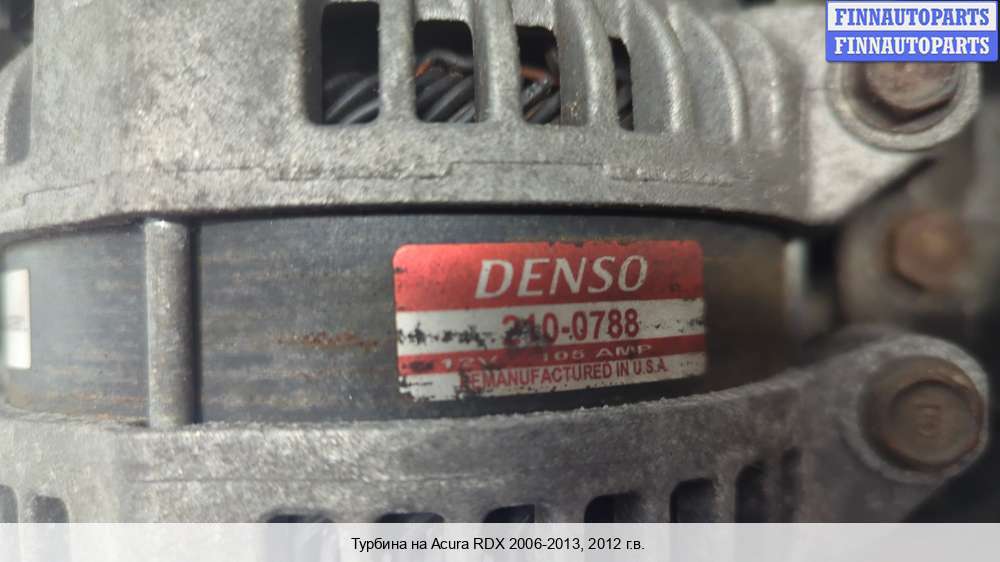 FINNAUTOPARTS
FINNAUTOPARTS
DENSO
210-0788
12V 105 AMP
REMANUFACTURED IN U.S.A.
Турбина на Acura RDX 2006-2013, 2012 г.в.